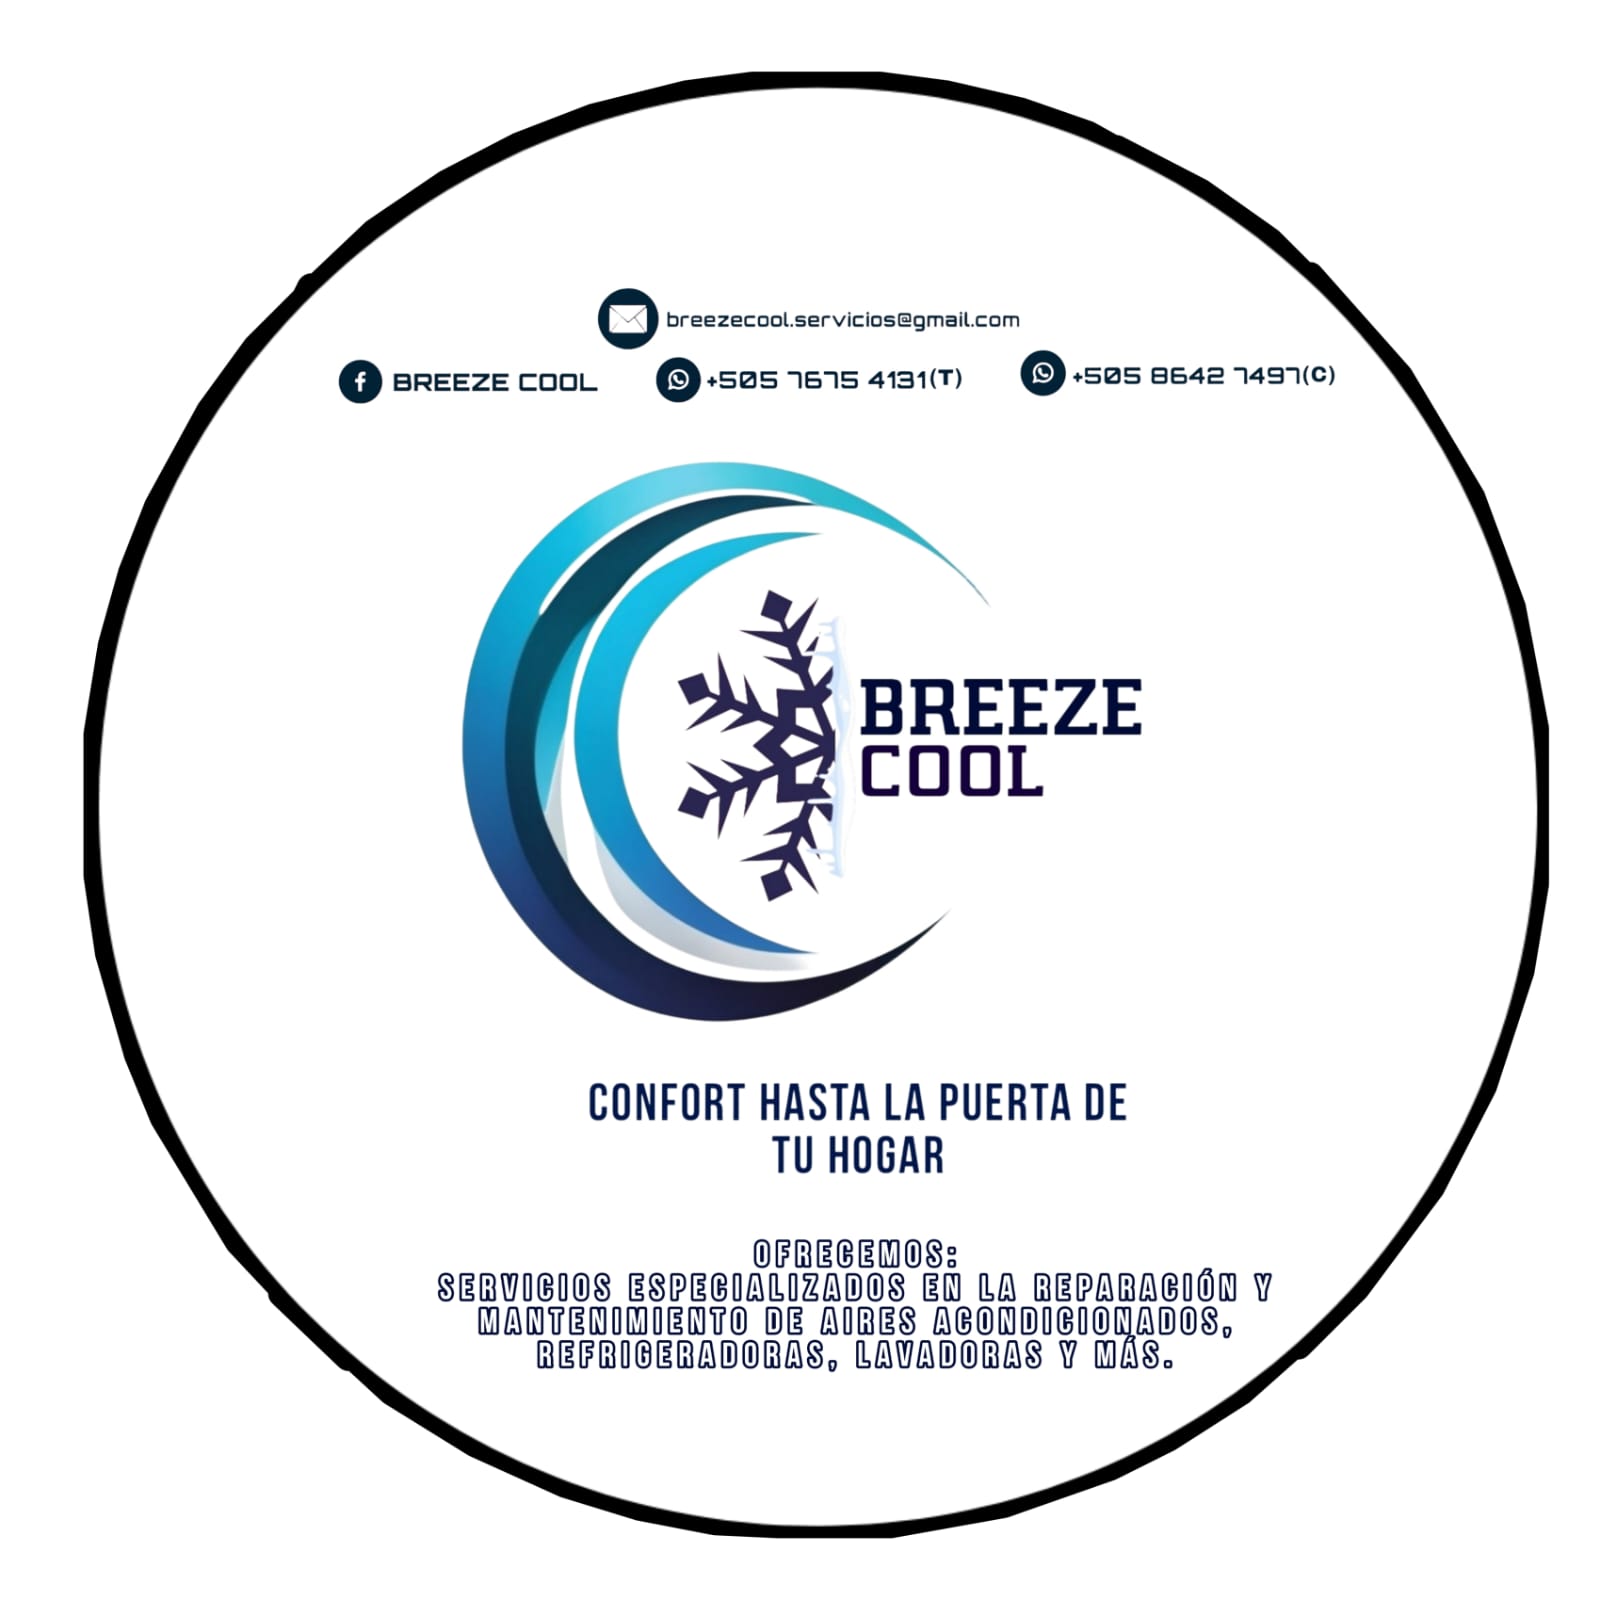 breezecool.servicios@gmail.com
BREEZE COOL
+505 7675 4131(T)
+505 8642 7497(C)
BREEZE
COOL
CONFORT HASTA LA PUERTA DE
TU HOGAR
OFRECEMOS:
SERVICIOS ESPECIALIZADOS EN LA REPARACIÓN Y
MANTENIMIENTO DE AIRES ACONDICIONADOS,
REFRIGERADORAS, LAVADORAS Y MÁS.